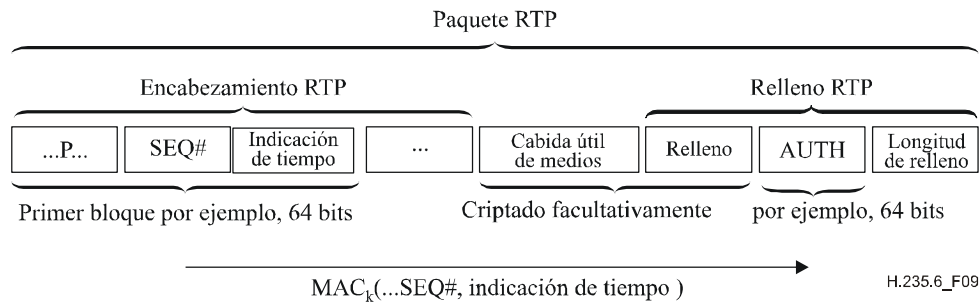 Paquete RTP
Encabezamiento RTP
Relleno RTP
...P...
SEQ#
Indicación
de tiempo
...
Cabida útil
de medios
Relleno
AUTH
Longitud
de relleno
Primer bloque por ejemplo, 64 bits
Criptado facultativamente
por ejemplo, 64 bits
MACk(...SEQ#, indicación de tiempo )
H.235.6_F09